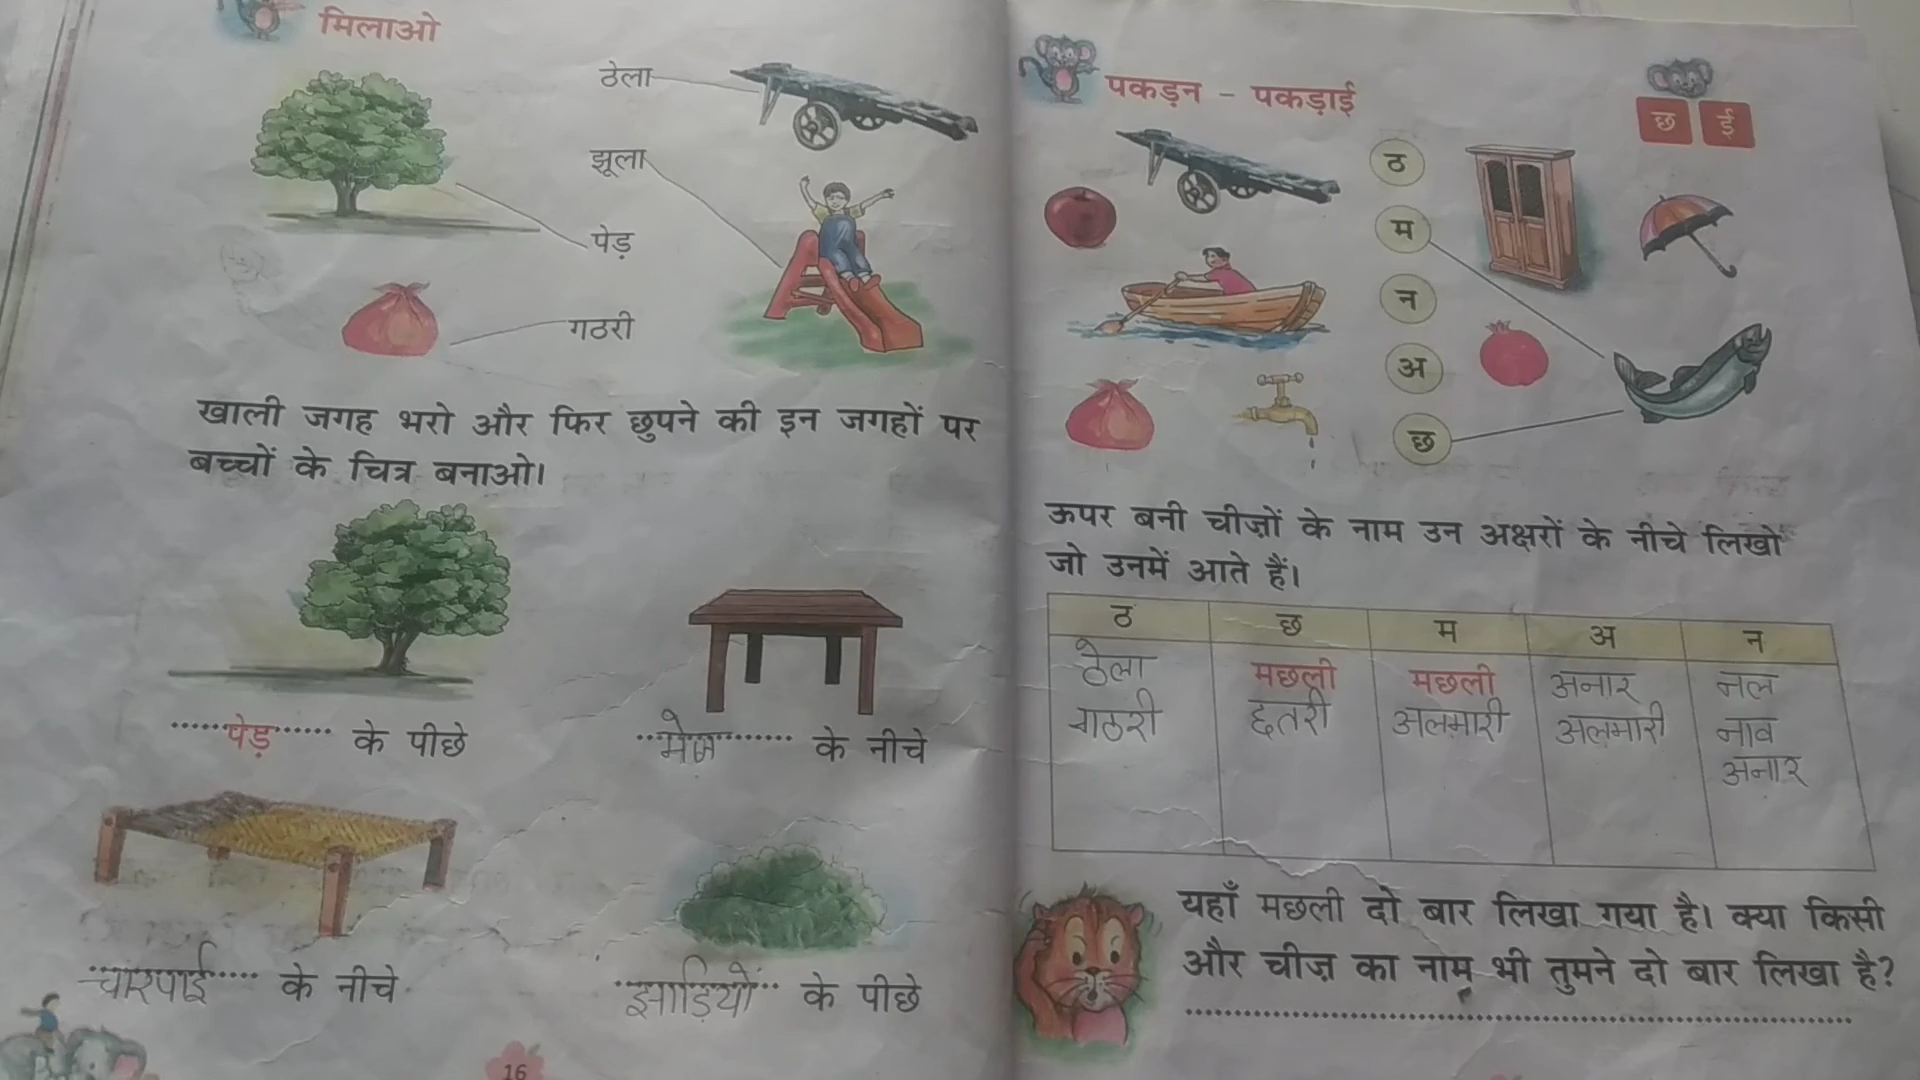 मिलाओ
ठेला
झूला
पेड़
गठरी
खाली जगह भरो और फिर छुपने की इन जगहों पर
बच्चों के चित्र बनाओ।
पेड़ के पीछे
मेज के नीचे
चारपाई के नीचे
झाड़ियों के पीछे
16
पकड़न - पकड़ाई
छ ई
ठ
म
न
अ
छ
ऊपर बनी चीज़ों के नाम उन अक्षरों के नीचे लिखो
जो उनमें आते हैं।
ठ छ म अ न
ठेला मछली मछली अनार नल
गठरी छतरी अलमारी अलमारी नाव
अनार
यहाँ मछली दो बार लिखा गया है। क्या किसी
और चीज़ का नाम भी तुमने दो बार लिखा है?